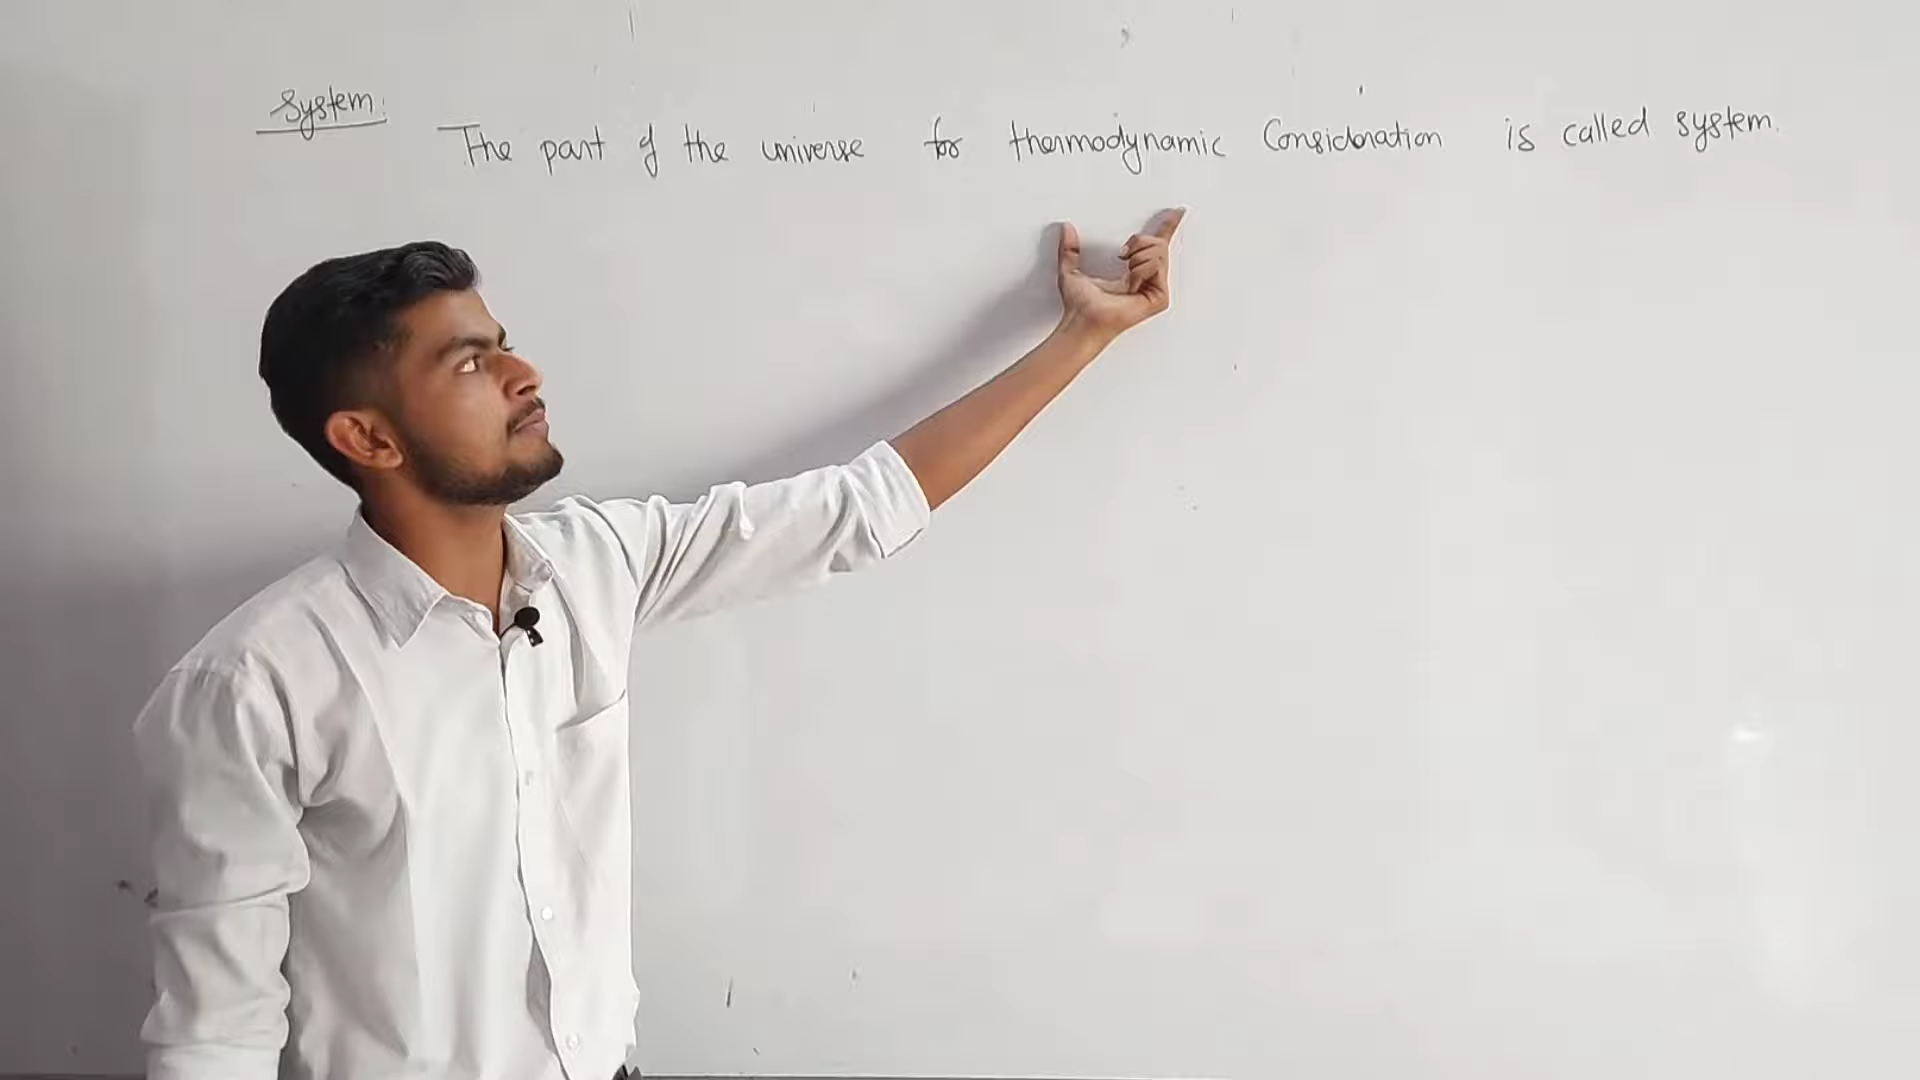 System: The part of the universe for thermodynamic Consideration is called system.